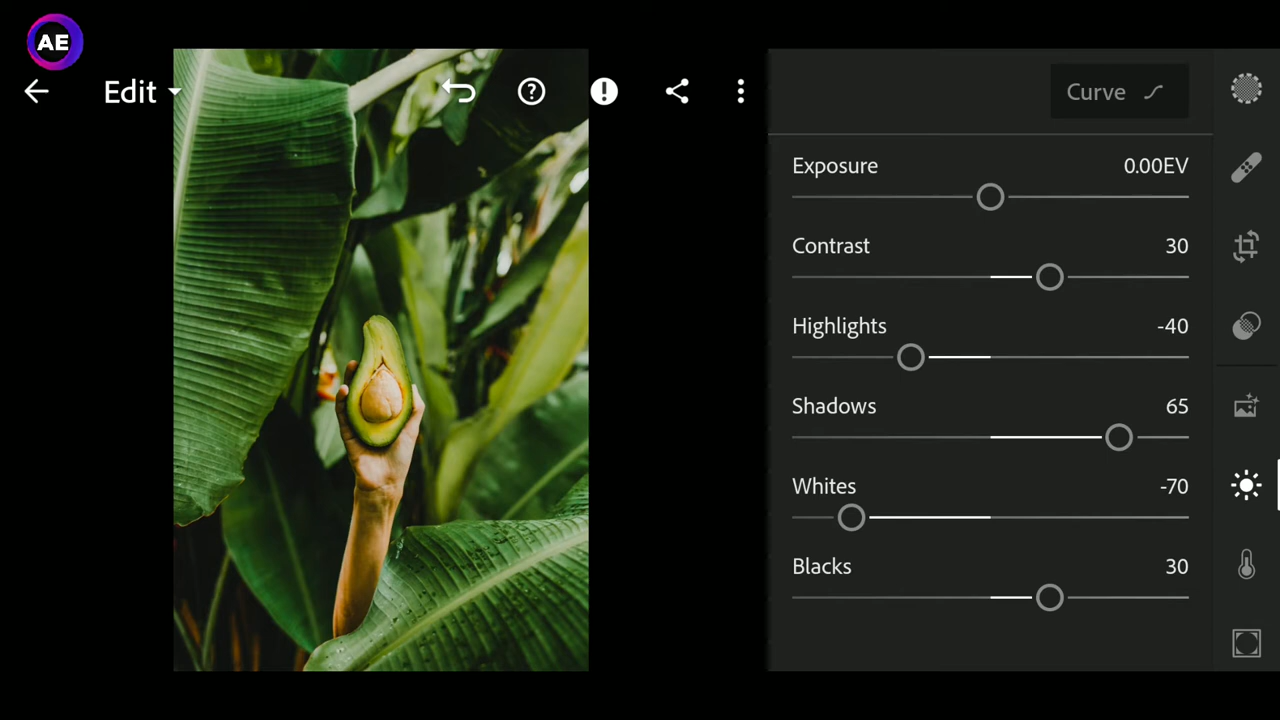 AE
Edit
Curve
Exposure 0.00EV
Contrast 30
Highlights -40
Shadows 65
Whites -70
Blacks 30